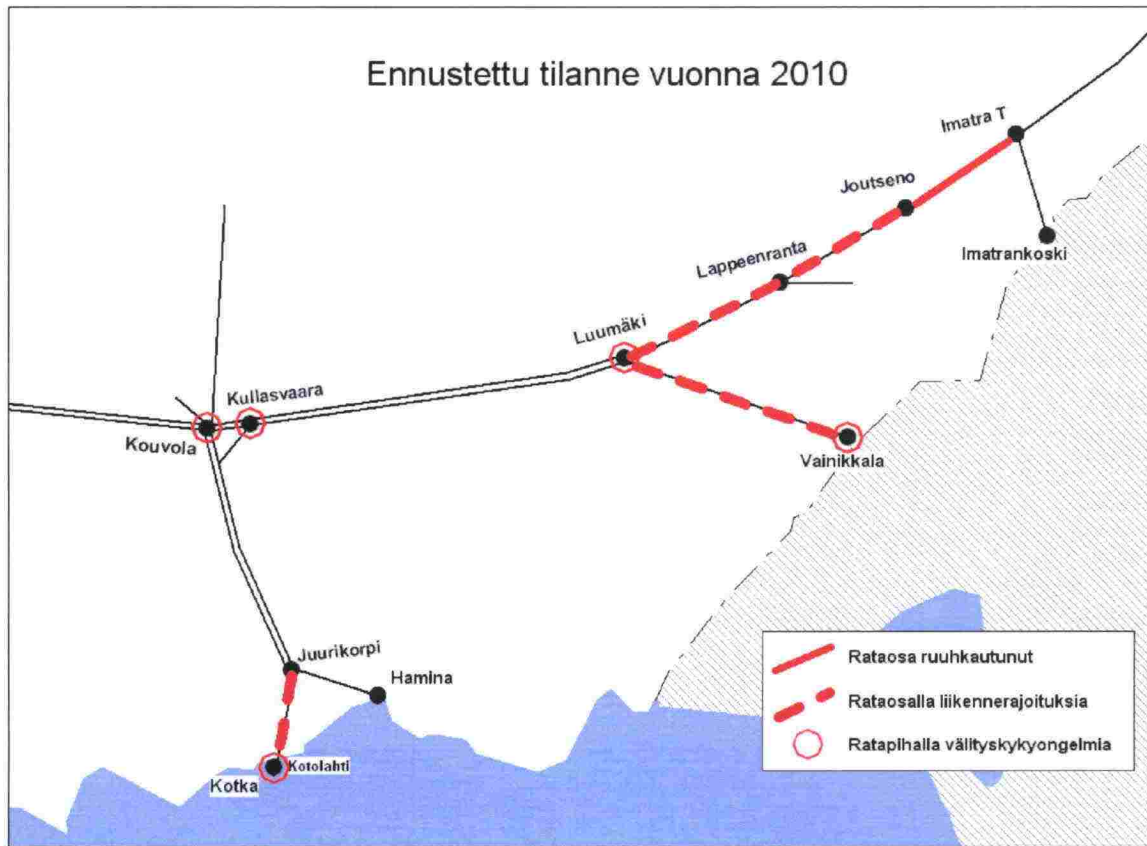 Ennustettu tilanne vuonna 2010
Imatra T
Joutseno
Imatrankoski
Lappeenranta
Luumäki
Kullasvaara
Kouvola
Vainikkala
Juurikorpi
Hamina
Kotolahti
Kotka
Rataosa ruuhkautunut
Rataosalla liikennerajoituksia
Ratapihalla välityskykyongelmia